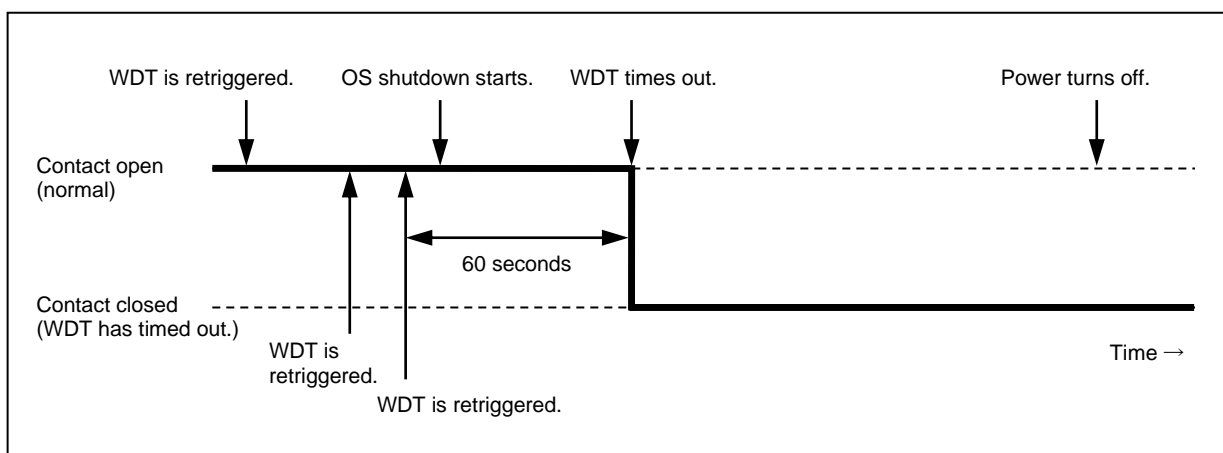 WDT is retriggered.
OS shutdown starts.
WDT times out.
Power turns off.
Contact open
(normal)
60 seconds
Contact closed
(WDT has timed out.)
WDT is
retriggered.
Time →
WDT is retriggered.